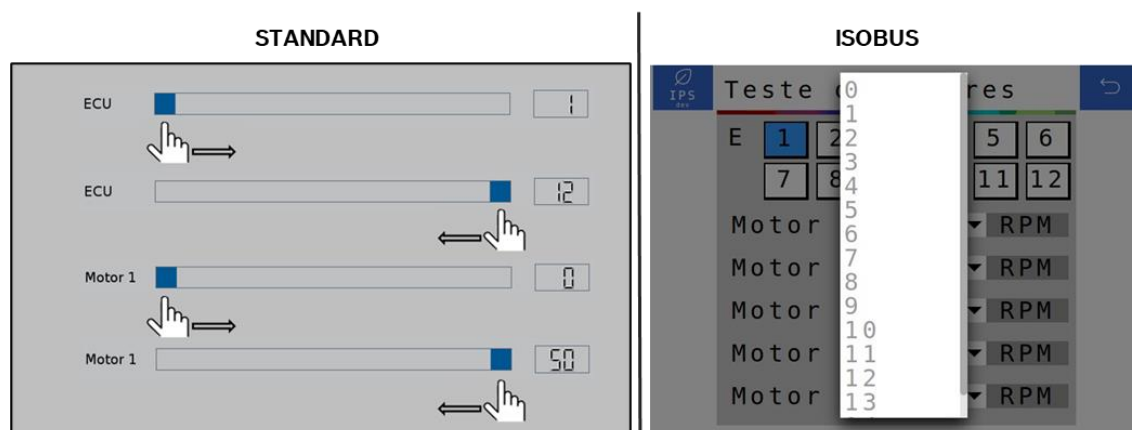 STANDARD
ECU 1
ECU 12
Motor 1 0
Motor 1 50
ISOBUS
IPS
dev
Teste res
E 1 2 5 6
7 8 11 12
Motor RPM
Motor RPM
Motor RPM
Motor RPM
Motor RPM
0
1
2
3
4
5
6
7
8
9
10
11
12
13